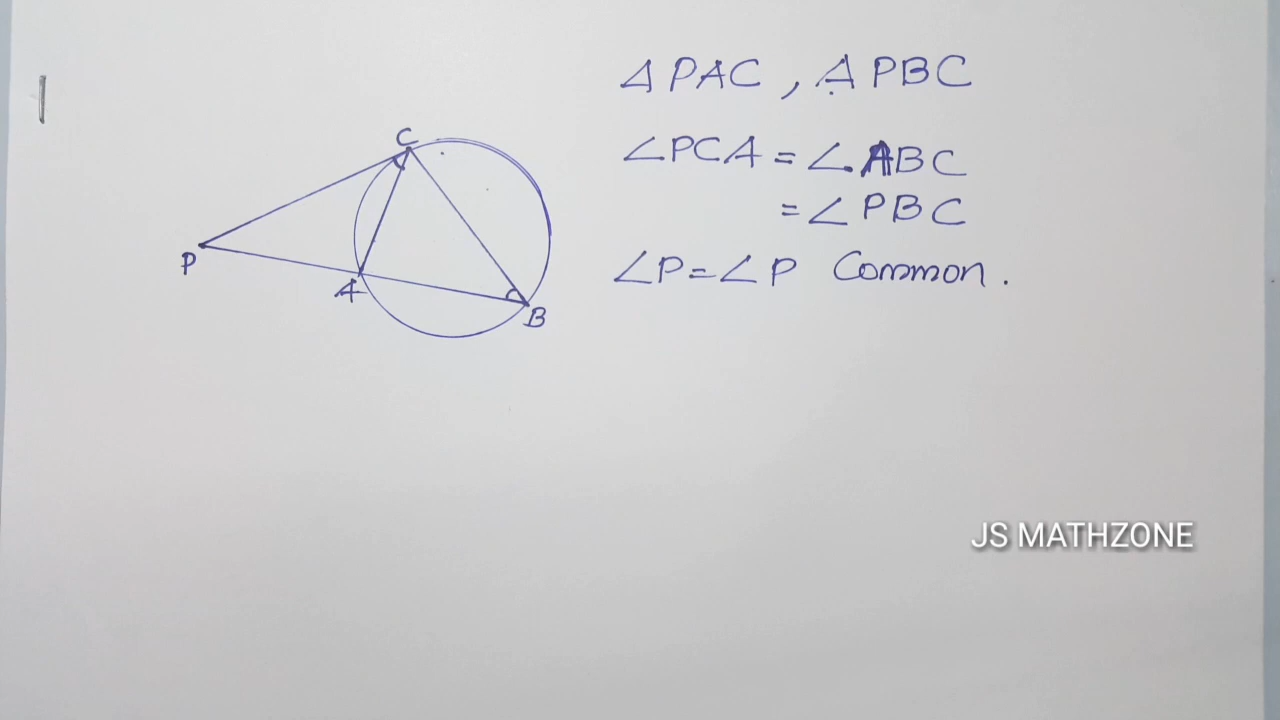 △PAC, △PBC
∠PCA = ∠ABC
= ∠PBC
∠P = ∠P Common.
C
P
A
B
JS MATHZONE